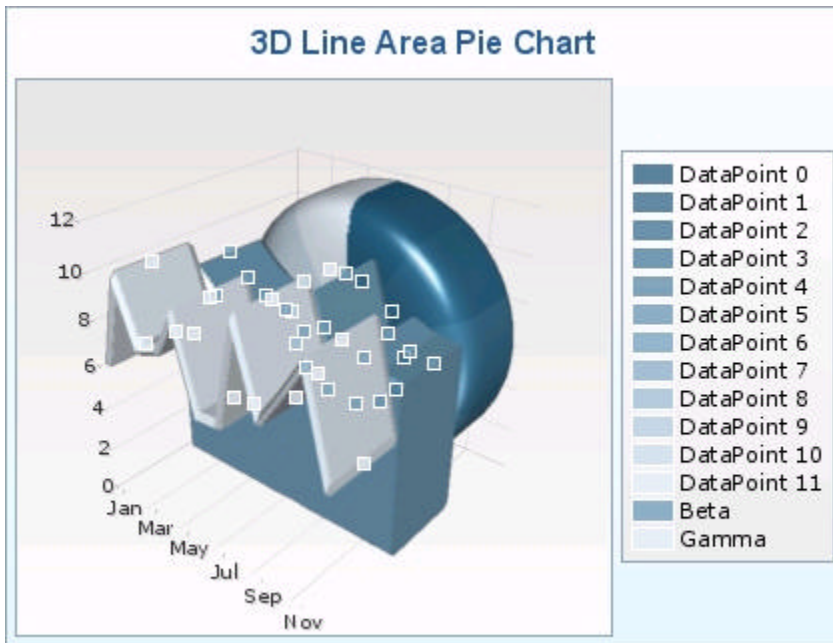 3D Line Area Pie Chart
12
10
8
6
4
2
0
Jan
Mar
May
Jul
Sep
Nov
DataPoint 0
DataPoint 1
DataPoint 2
DataPoint 3
DataPoint 4
DataPoint 5
DataPoint 6
DataPoint 7
DataPoint 8
DataPoint 9
DataPoint 10
DataPoint 11
Beta
Gamma